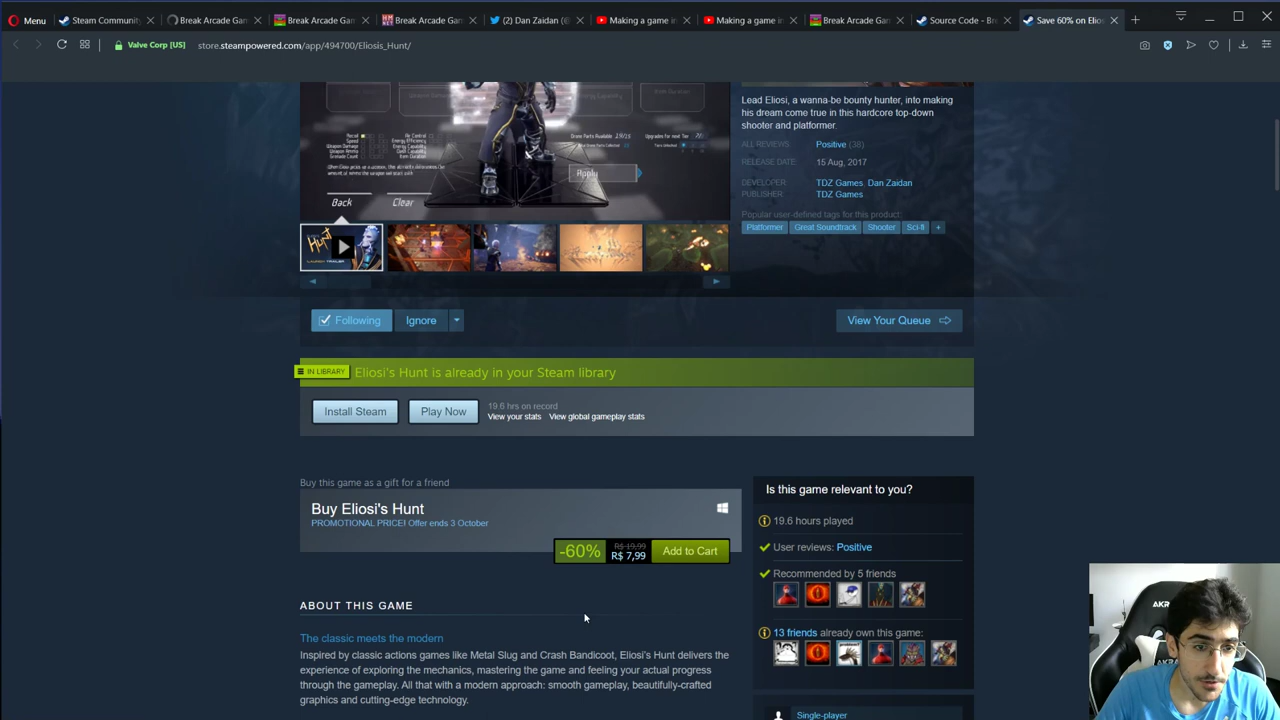 Menu
Steam Community
Break Arcade Gam
Break Arcade Gam
Break Arcade Gam
(2) Dan Zaidan (@
Making a game in
Making a game in
Break Arcade Gam
Source Code - Bre
Save 60% on Elios
Valve Corp [US]
store.steampowered.com/app/494700/Eliosis_Hunt/
Back
Clear
Apply
Lead Eliosi, a wanna-be bounty hunter, into making
his dream come true in this hardcore top-down
shooter and platformer.
ALL REVIEWS:
Positive (38)
RELEASE DATE:
15 Aug, 2017
DEVELOPER:
TDZ Games, Dan Zaidan
PUBLISHER:
TDZ Games
Popular user-defined tags for this product:
Platformer
Great Soundtrack
Shooter
Sci-fi
+
Hunt
Following
Ignore
View Your Queue
IN LIBRARY
Eliosi's Hunt is already in your Steam library
Install Steam
Play Now
19.6 hrs on record
View your stats
View global gameplay stats
Buy this game as a gift for a friend
Buy Eliosi's Hunt
PROMOTIONAL PRICE! Offer ends 3 October
-60%
R$ 19,99
R$ 7,99
Add to Cart
Is this game relevant to you?
19.6 hours played
User reviews: Positive
Recommended by 5 friends
13 friends already own this game:
Single-player
ABOUT THIS GAME
The classic meets the modern
Inspired by classic actions games like Metal Slug and Crash Bandicoot, Eliosi's Hunt delivers the
experience of exploring the mechanics, mastering the game and feeling your actual progress
through the gameplay. All that with a modern approach: smooth gameplay, beautifully-crafted
graphics and cutting-edge technology.
AKR